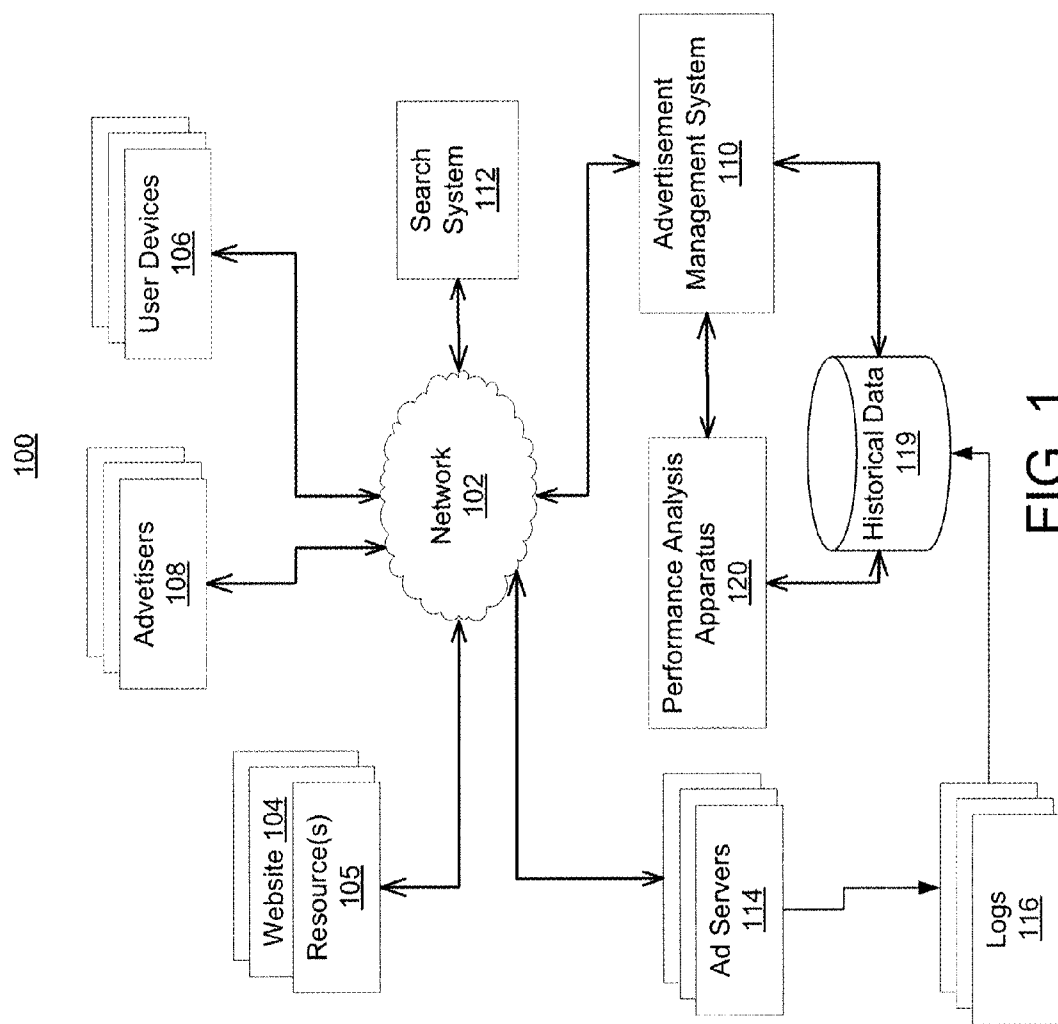 100
Website 104
Resource(s)
105
Advetisers
108
User Devices
106
Network
102
Search
System
112
Ad Servers
114
Performance Analysis
Apparatus
120
Advertisement
Management System
110
Logs
116
Historical Data
119
FIG. 1